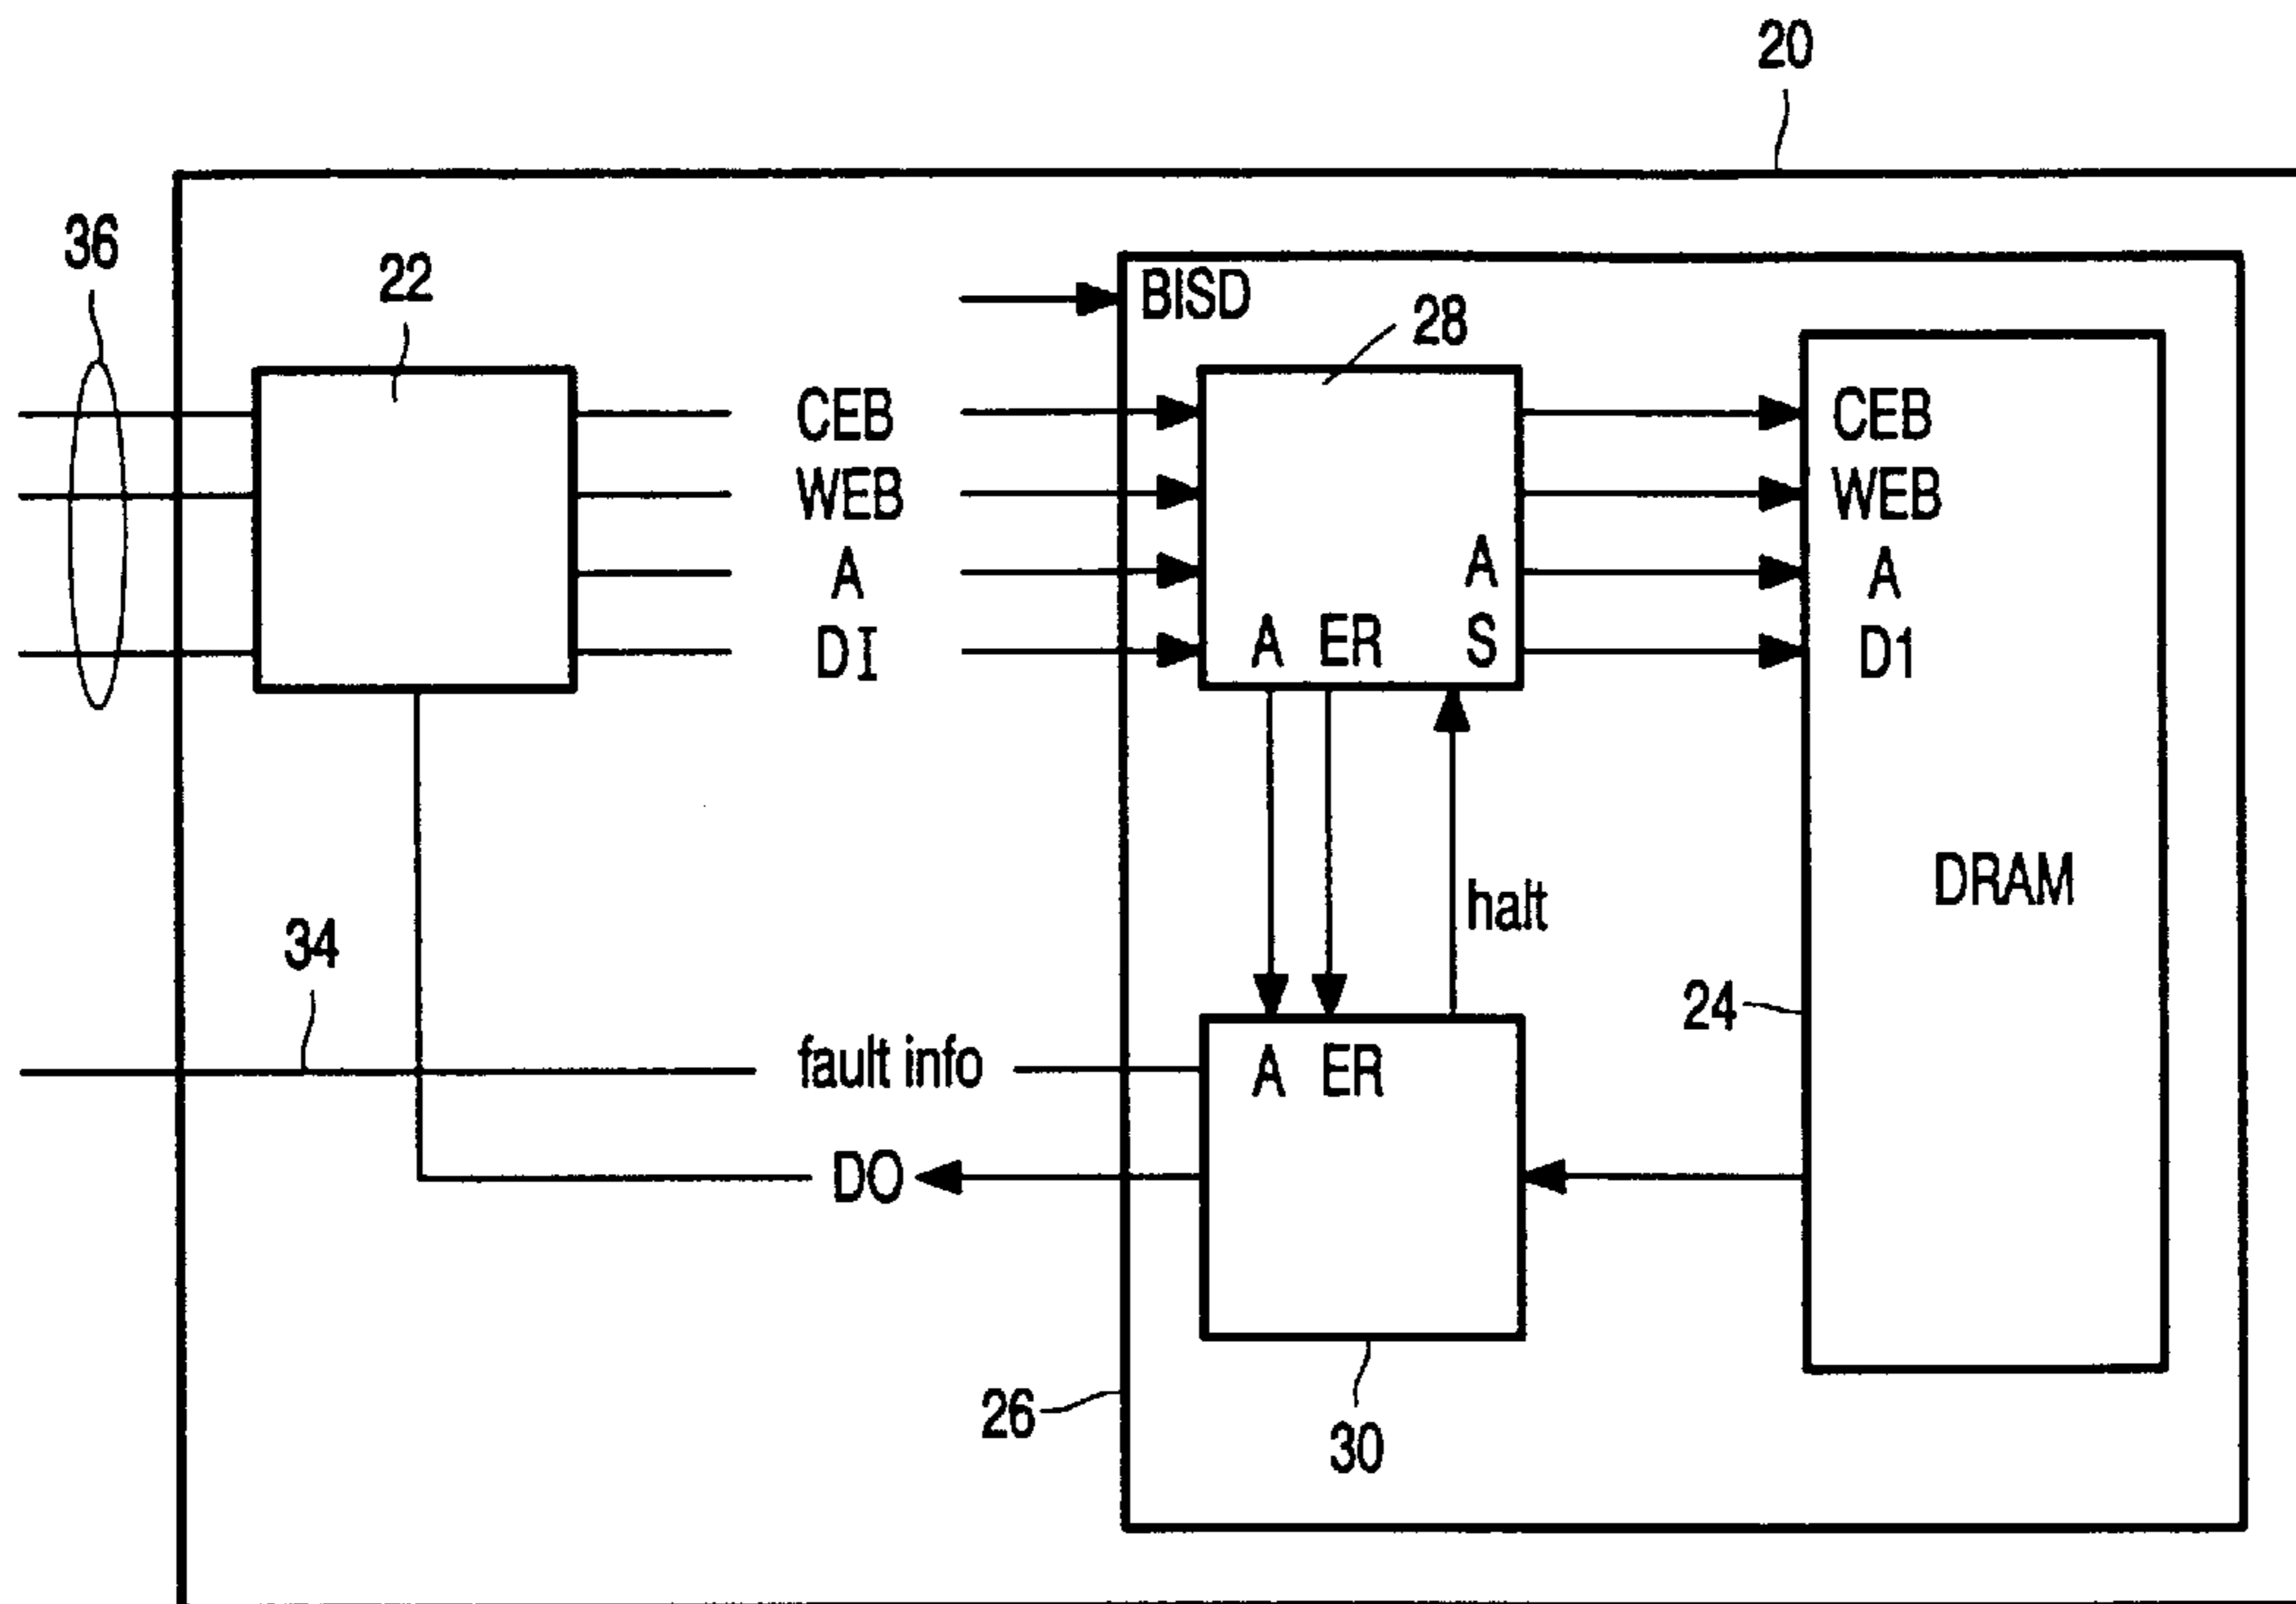 20
36
22
BISD
28
CEB
CEB
WEB
WEB
A
A
A
DI
A ER
S
D1
halt
DRAM
34
24
fault info
A ER
DO
26
30